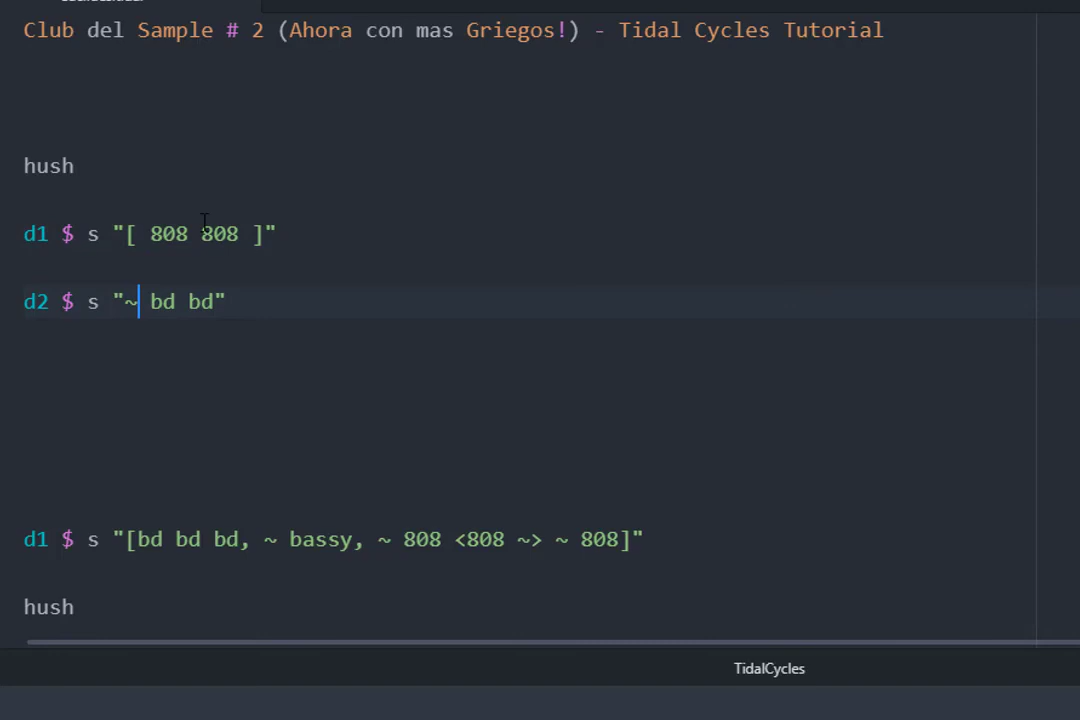 Club del Sample # 2 (Ahora con mas Griegos!) - Tidal Cycles Tutorial
hush
d1 $ s "[ 808 808 ]"
d2 $ s "~ bd bd"
d1 $ s "[bd bd bd, ~ bassy, ~ 808 <808 ~> ~ 808]"
hush
TidalCycles